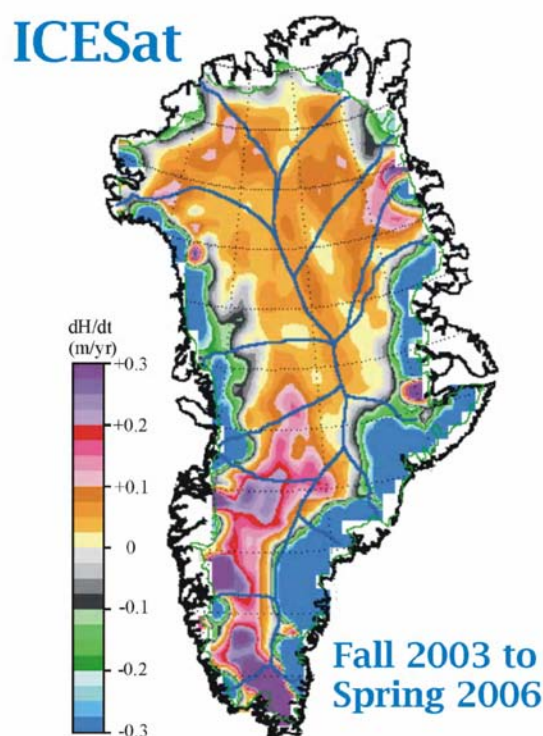 ICESat
dH/dt
(m/yr)
+0.3
+0.2
+0.1
0
-0.1
-0.2
-0.3
Fall 2003 to
Spring 2006